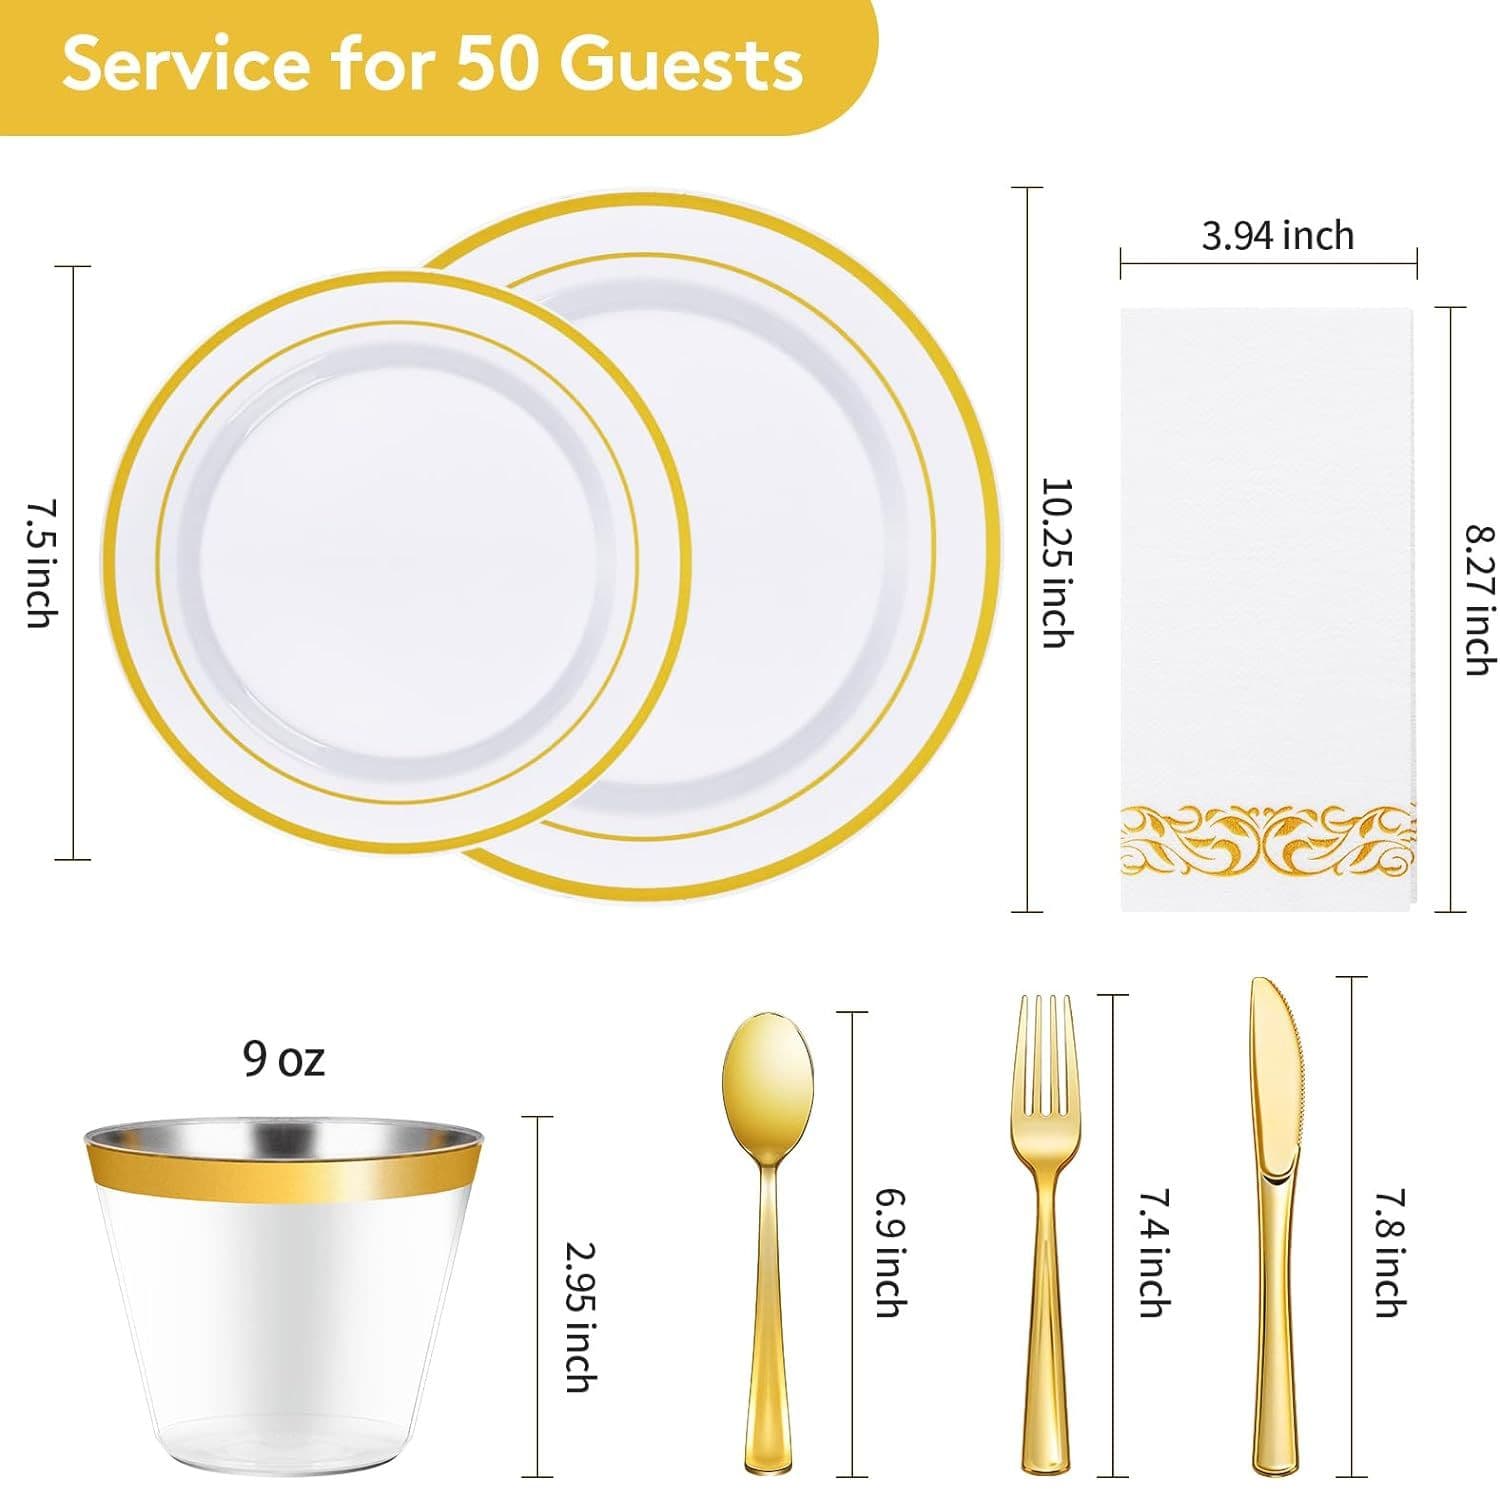 Service for 50 Guests
7.5 inch
10.25 inch
3.94 inch
8.27 inch
9 oz
2.95 inch
6.9 inch
7.4 inch
7.8 inch